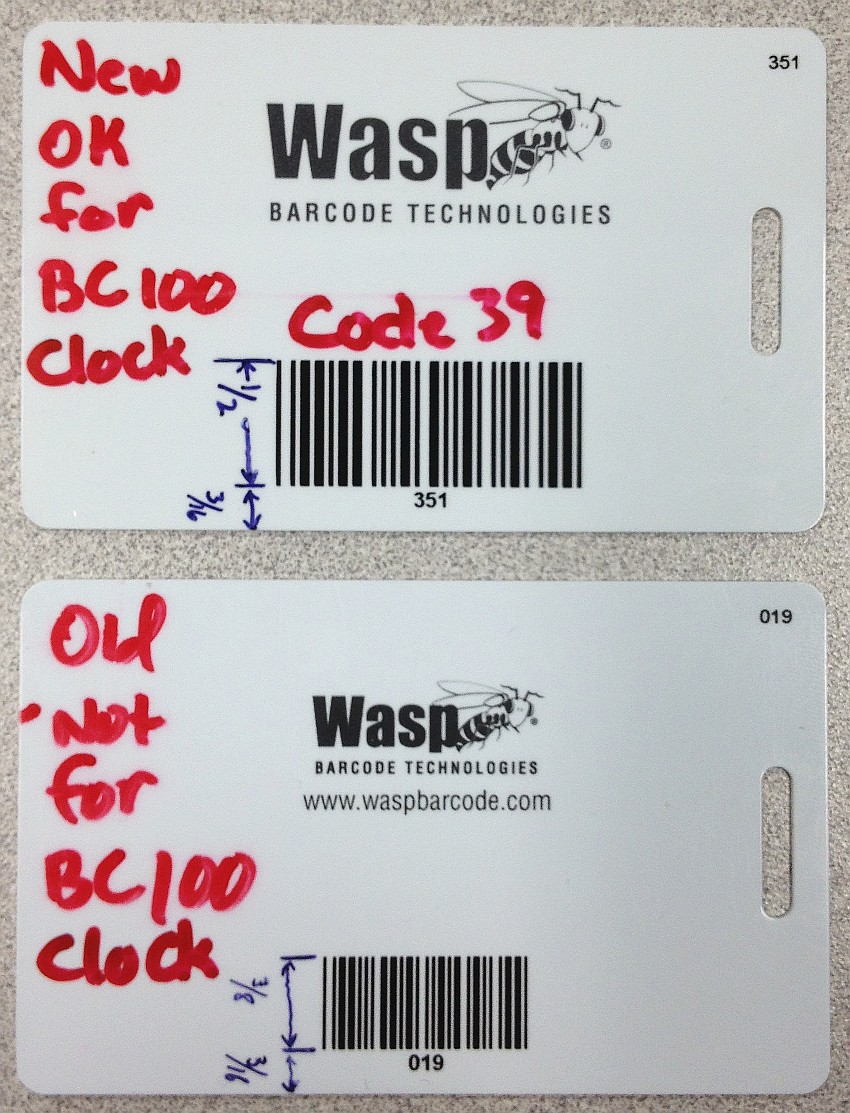 New
OK
for
BC100
Clock
351
Wasp®
BARCODE TECHNOLOGIES
Code 39
1/2
3/16
351
Old
Not
for
BC100
Clock
019
Wasp®
BARCODE TECHNOLOGIES
www.waspbarcode.com
3/8
3/16
019